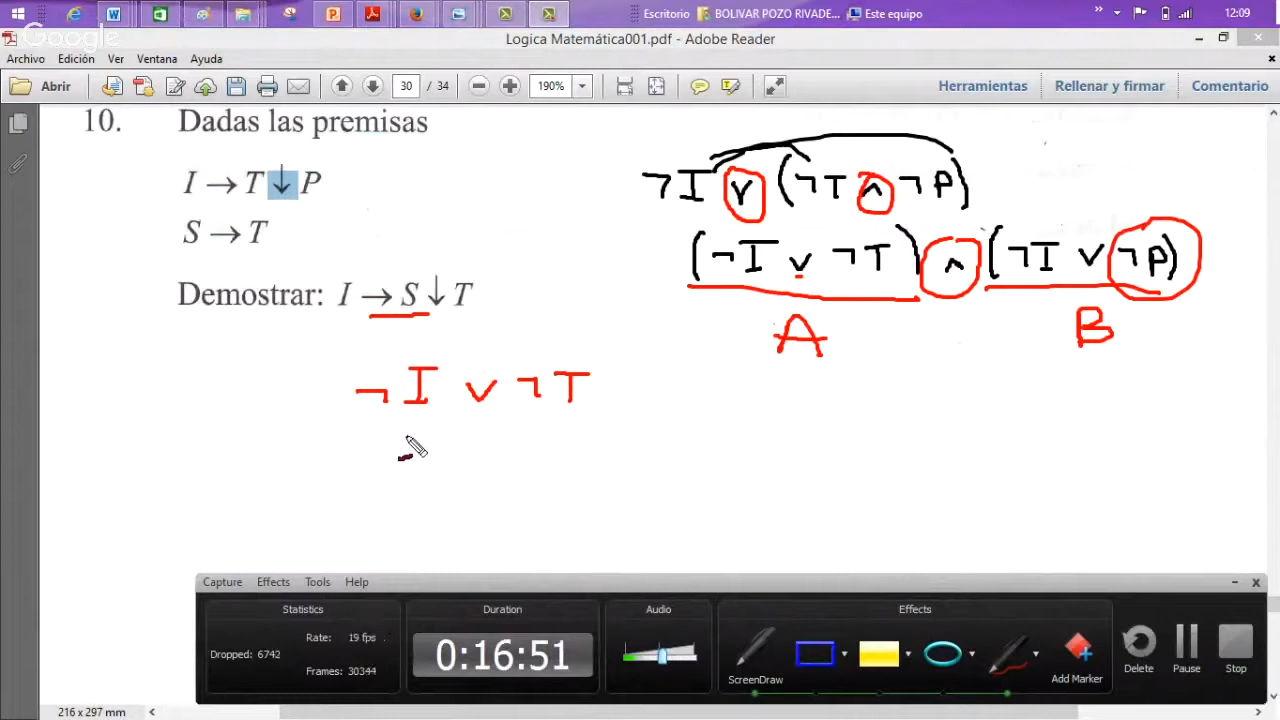 Escritorio
BOLIVAR POZO RIVADE...
Este equipo
12:09
Google
Logica Matemática001.pdf - Adobe Reader
Archivo Edición Ver Ventana Ayuda
Abrir 30 / 34 190% Herramientas Rellenar y firmar Comentario
10. Dadas las premisas
I → T ↓ P
S → T
Demostrar: I → S ↓ T
¬I ∨ (¬T ∧ ¬P)
(¬I ∨ ¬T) ∧ (¬I ∨ ¬P)
A B
¬I ∨ ¬T
Capture Effects Tools Help
Statistics
Rate: 19 fps
Dropped: 6742
Frames: 30344
Duration
0:16:51
Audio
Effects
ScreenDraw
Add Marker
Delete
Pause
Stop
216 x 297 mm